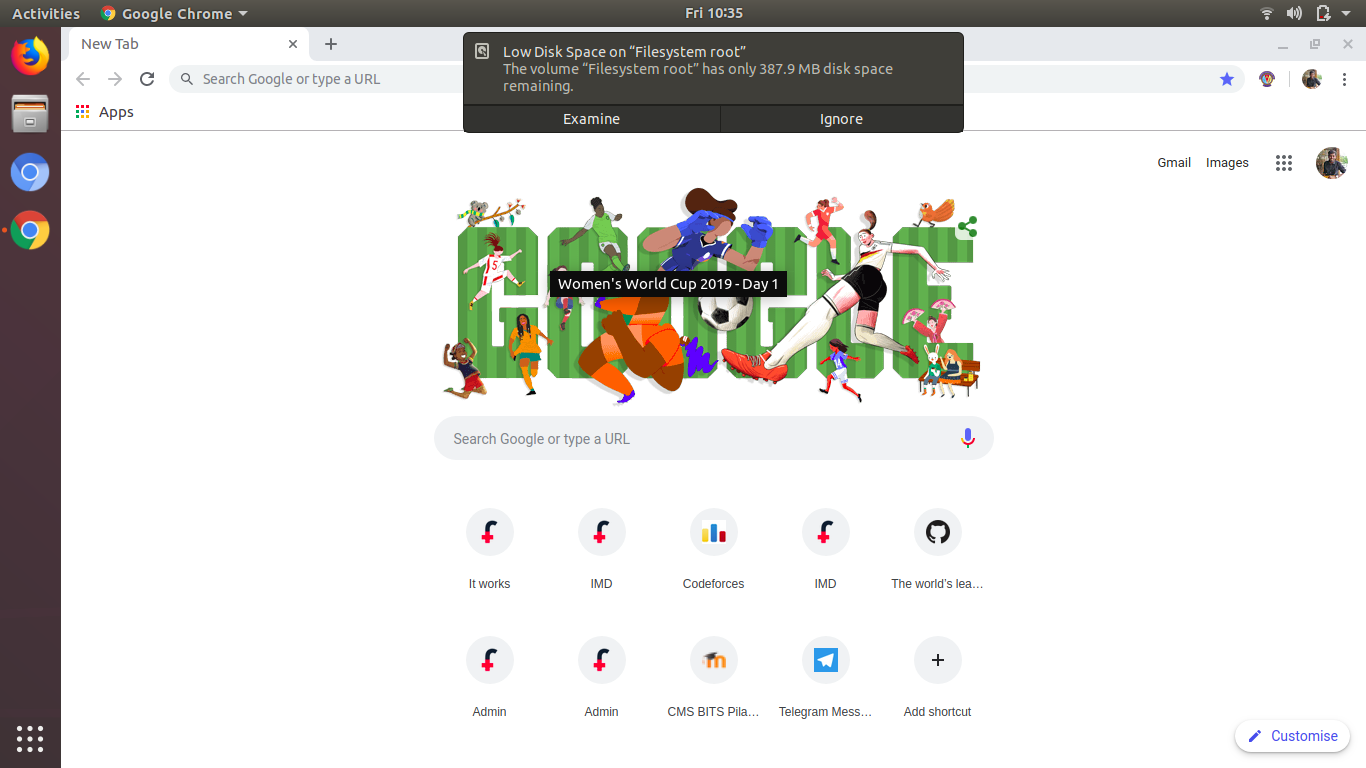 Activities
Google Chrome
Fri 10:35
New Tab
Low Disk Space on “Filesystem root”
The volume “Filesystem root” has only 387.9 MB disk space
remaining.
Examine
Ignore
Search Google or type a URL
Apps
Gmail
Images
5
Women's World Cup 2019 - Day 1
Search Google or type a URL
It works
IMD
Codeforces
IMD
The world's lea…
Admin
Admin
CMS BITS Pila…
Telegram Mess…
Add shortcut
Customise